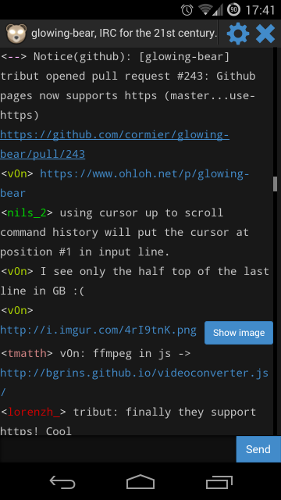 90 17:41
glowing-bear, IRC for the 21st century.
<--> Notice(github): [glowing-bear]
tribut opened pull request #243: Github
pages now supports https (master...use-
https)
https://github.com/cormier/glowing-
bear/pull/243
<v0n> https://www.ohloh.net/p/glowing-
bear
<nils_2> using cursor up to scroll
command history will put the cursor at
position #1 in input line.
<v0n> I see only the half top of the last
line in GB :(
<v0n>
http://i.imgur.com/4rI9tnK.png Show image
<tmatth> v0n: ffmpeg in js ->
http://bgrins.github.io/videoconverter.js
/
<lorenzh_> tribut: finally they support
https! Cool
Send